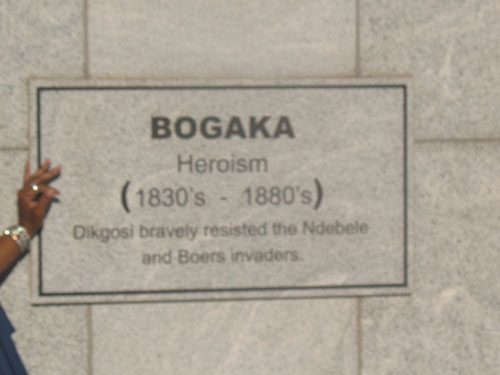 BOGAKA
Heroism
(1830's - 1880's)
Dikgosi bravely resisted the Ndebele
and Boers invaders.